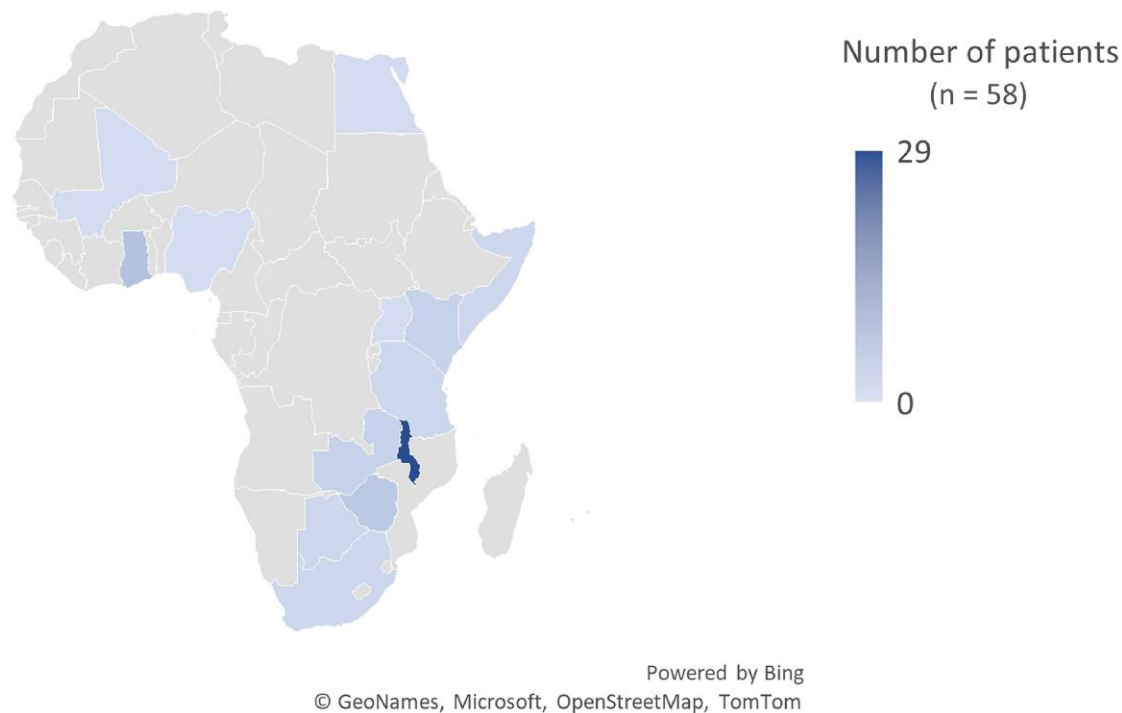 Number of patients
(n = 58)
29
0
Powered by Bing
© GeoNames, Microsoft, OpenStreetMap, TomTom